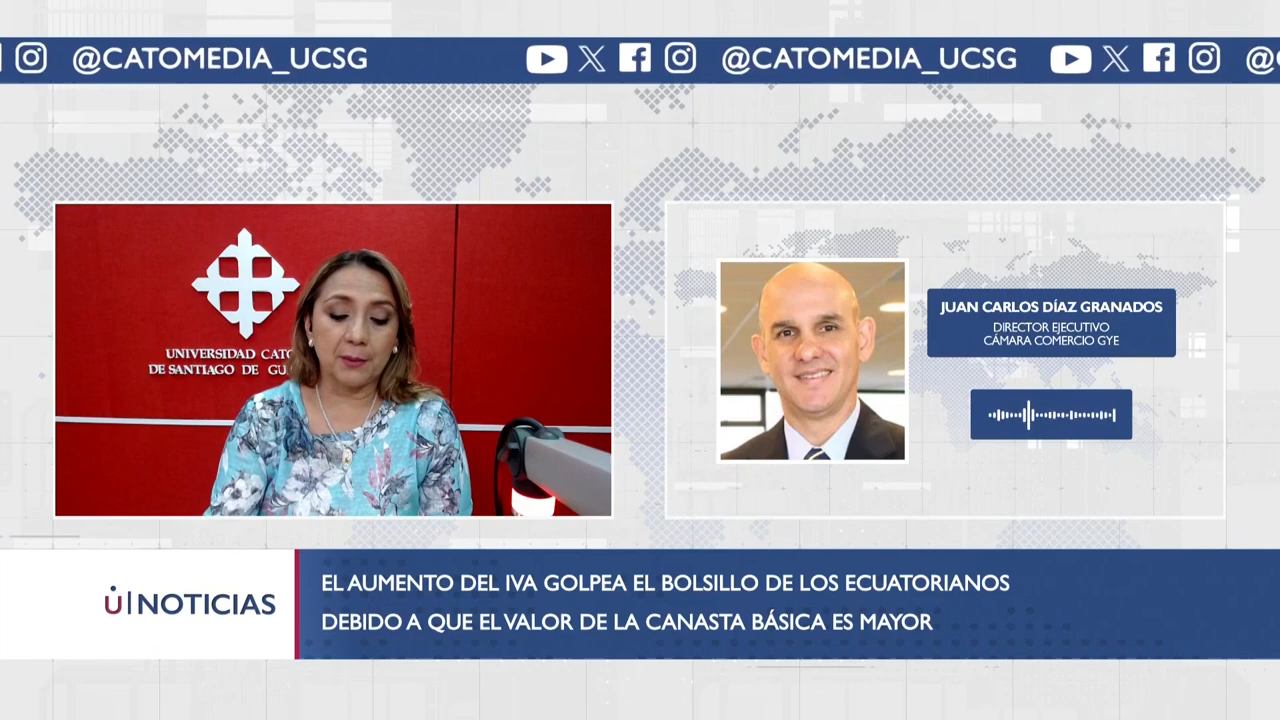 @CATOMEDIA_UCSG @CATOMEDIA_UCSG
UNIVERSIDAD CATO
DE SANTIAGO DE GU
JUAN CARLOS DÍAZ GRANADOS
DIRECTOR EJECUTIVO
CÁMARA COMERCIO GYE
U|NOTICIAS
EL AUMENTO DEL IVA GOLPEA EL BOLSILLO DE LOS ECUATORIANOS
DEBIDO A QUE EL VALOR DE LA CANASTA BÁSICA ES MAYOR